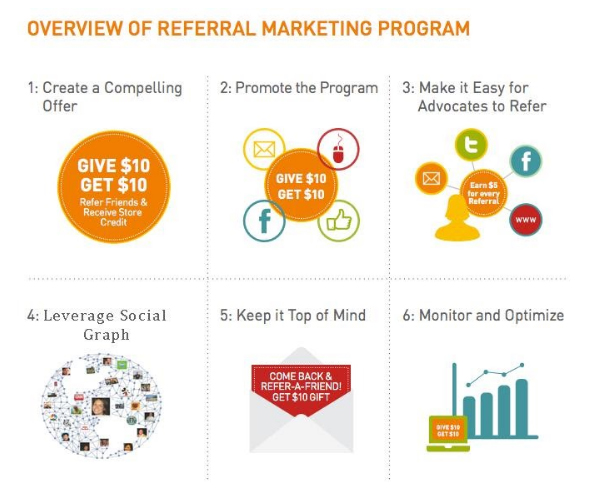 OVERVIEW OF REFERRAL MARKETING PROGRAM
1: Create a Compelling
Offer
GIVE $10
GET $10
Refer Friends &
Receive Store
Credit
2: Promote the Program
GIVE $10
GET $10
f
3: Make it Easy for
Advocates to Refer
t
f
Earn $5
for every
Referral
www
4: Leverage Social
Graph
5: Keep it Top of Mind
COME BACK &
REFER-A-FRIEND!
GET $10 GIFT
6: Monitor and Optimize
GIVE $10
GET $10